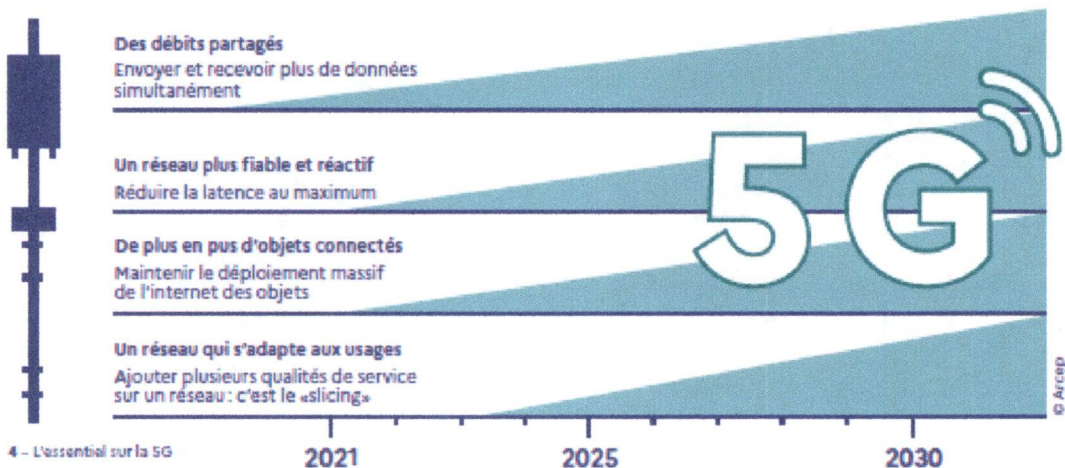 Des débits partagés
Envoyer et recevoir plus de données
simultanément
Un réseau plus fiable et réactif
Réduire la latence au maximum
De plus en pus d'objets connectés
Maintenir le déploiement massif
de l'internet des objets
Un réseau qui s'adapte aux usages
Ajouter plusieurs qualités de service
sur un réseau : c'est le «slicing»
5G
© Arcep
2021
2025
2030
4 – L'essentiel sur la 5G